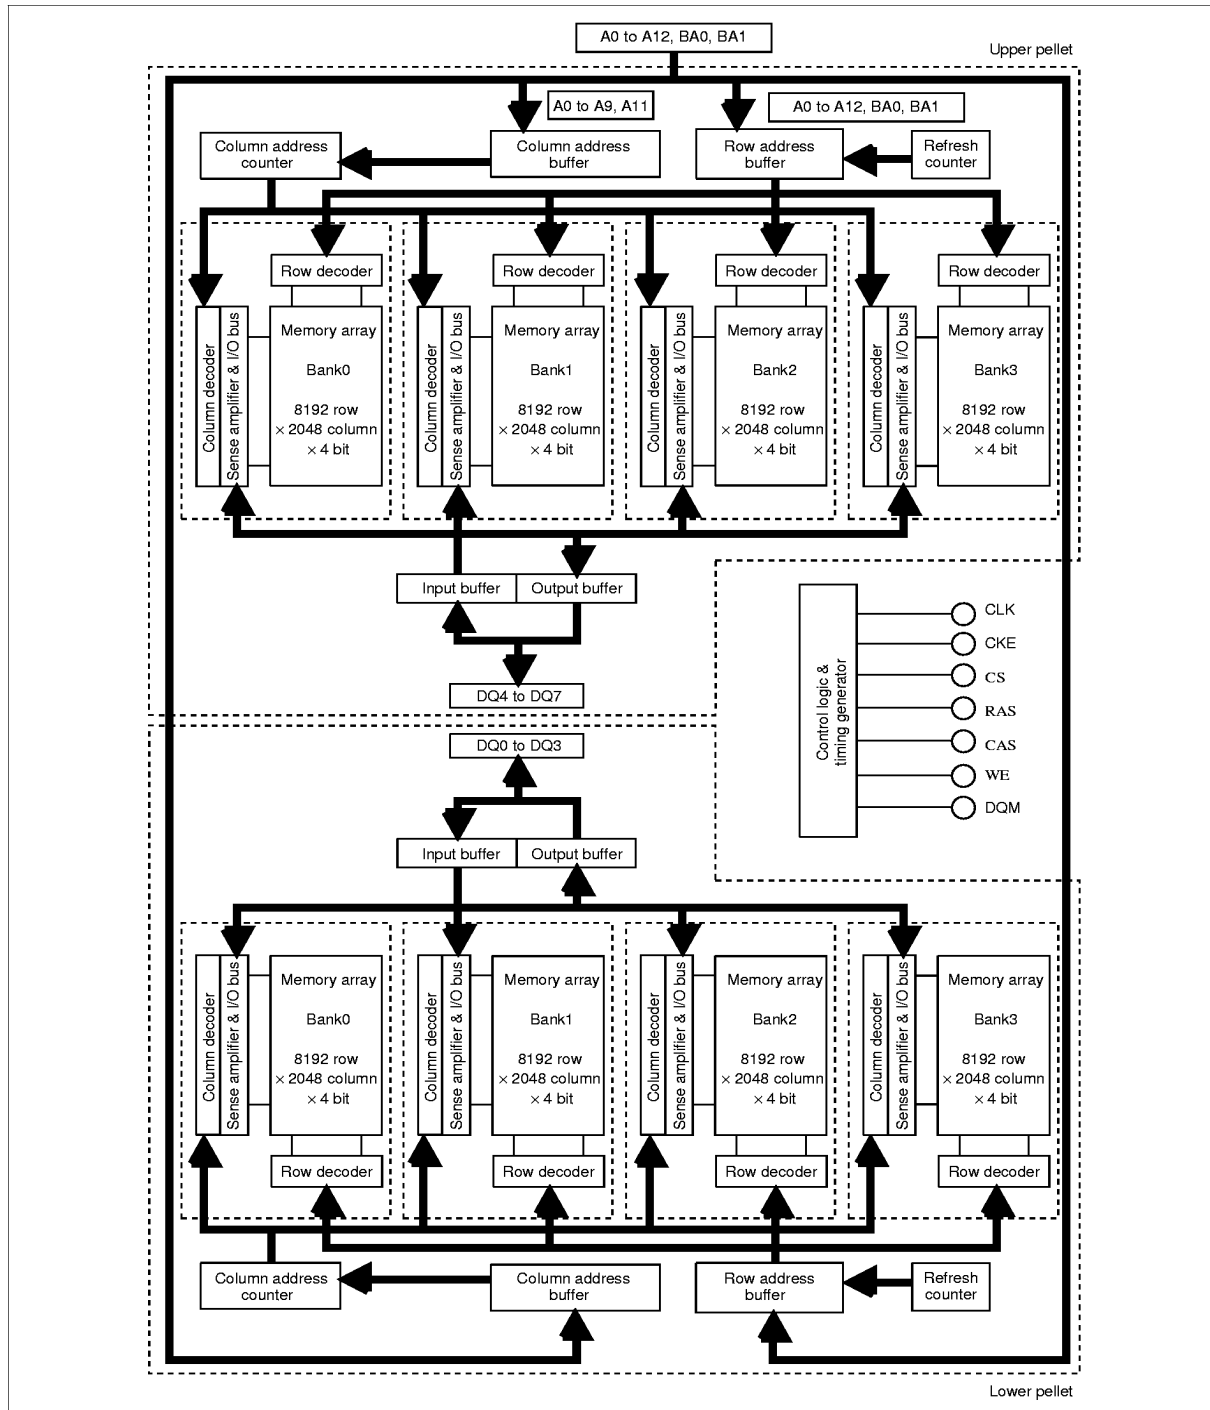 A0 to A12, BA0, BA1
Upper pellet
A0 to A9, A11
A0 to A12, BA0, BA1
Column address
counter
Column address
buffer
Row address
buffer
Refresh
counter
Row decoder
Row decoder
Row decoder
Row decoder
Column decoder
Sense amplifier & I/O bus
Memory array
Bank0
8192 row
× 2048 column
× 4 bit
Column decoder
Sense amplifier & I/O bus
Memory array
Bank1
8192 row
× 2048 column
× 4 bit
Column decoder
Sense amplifier & I/O bus
Memory array
Bank2
8192 row
× 2048 column
× 4 bit
Column decoder
Sense amplifier & I/O bus
Memory array
Bank3
8192 row
× 2048 column
× 4 bit
Input buffer
Output buffer
DQ4 to DQ7
Control logic &
timing generator
CLK
CKE
CS
RAS
CAS
WE
DQM
DQ0 to DQ3
Input buffer
Output buffer
Column decoder
Sense amplifier & I/O bus
Memory array
Bank0
8192 row
× 2048 column
× 4 bit
Column decoder
Sense amplifier & I/O bus
Memory array
Bank1
8192 row
× 2048 column
× 4 bit
Column decoder
Sense amplifier & I/O bus
Memory array
Bank2
8192 row
× 2048 column
× 4 bit
Column decoder
Sense amplifier & I/O bus
Memory array
Bank3
8192 row
× 2048 column
× 4 bit
Row decoder
Row decoder
Row decoder
Row decoder
Column address
counter
Column address
buffer
Row address
buffer
Refresh
counter
Lower pellet